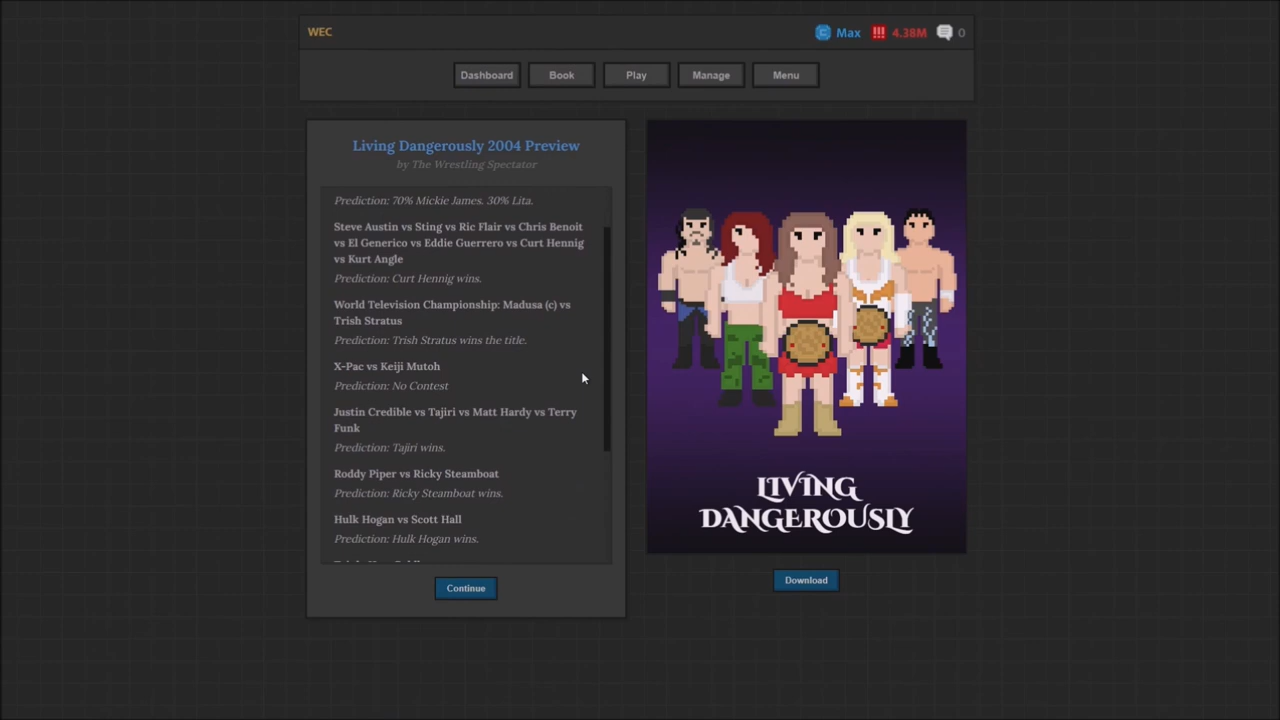 WEC
Max
4.38M
0
Dashboard
Book
Play
Manage
Menu
Living Dangerously 2004 Preview
by The Wrestling Spectator
Prediction: 70% Mickie James. 30% Lita.
Steve Austin vs Sting vs Ric Flair vs Chris Benoit
vs El Generico vs Eddie Guerrero vs Curt Hennig
vs Kurt Angle
Prediction: Curt Hennig wins.
World Television Championship: Madusa (c) vs
Trish Stratus
Prediction: Trish Stratus wins the title.
X-Pac vs Keiji Mutoh
Prediction: No Contest
Justin Credible vs Tajiri vs Matt Hardy vs Terry
Funk
Prediction: Tajiri wins.
Roddy Piper vs Ricky Steamboat
Prediction: Ricky Steamboat wins.
Hulk Hogan vs Scott Hall
Prediction: Hulk Hogan wins.
Continue
LIVING
DANGEROUSLY
Download